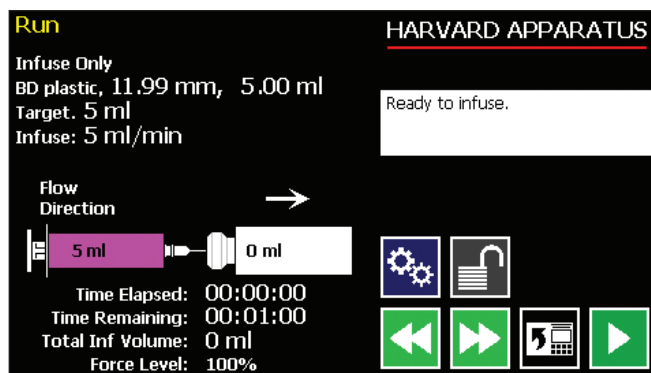 Run
HARVARD APPARATUS
Infuse Only
BD plastic, 11.99 mm, 5.00 ml
Target. 5 ml
Infuse: 5 ml/min
Ready to infuse.
Flow
Direction
5 ml
0 ml
Time Elapsed: 00:00:00
Time Remaining: 00:01:00
Total Inf Volume: 0 ml
Force Level: 100%